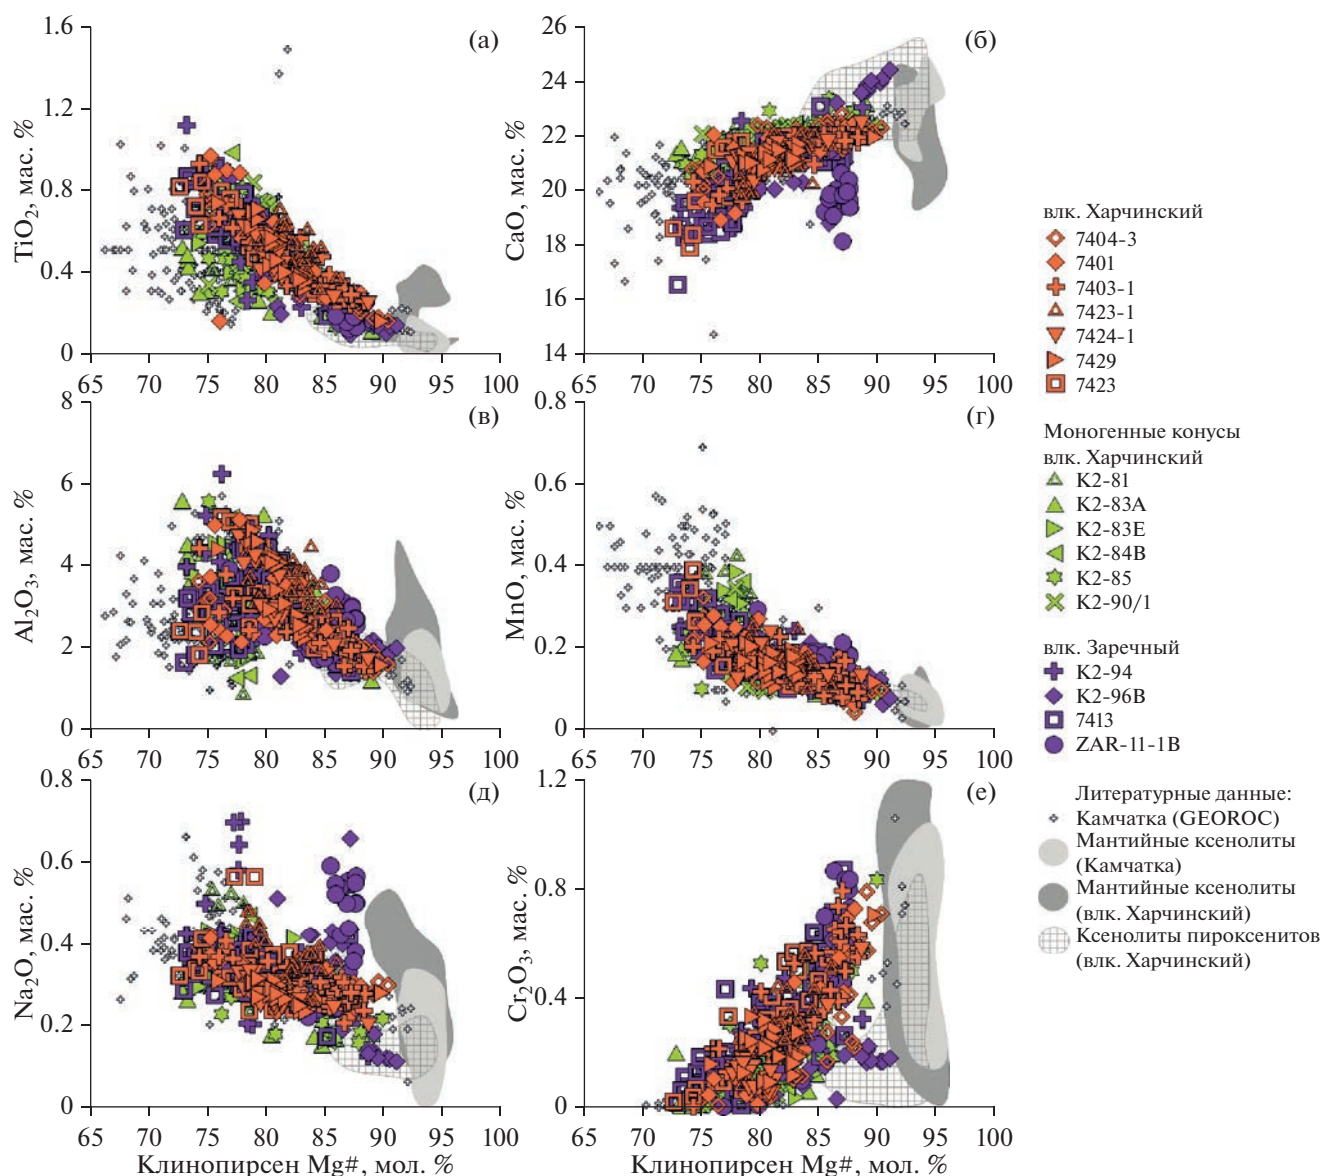 (а)
TiO2, мас. %
1.6
1.2
0.8
0.4
0
65 70 75 80 85 90 95 100
(б)
CaO, мас. %
26
24
22
20
18
16
14
65 70 75 80 85 90 95 100
(в)
Al2O3, мас. %
8
6
4
2
0
65 70 75 80 85 90 95 100
(г)
MnO, мас. %
0.8
0.6
0.4
0.2
0
65 70 75 80 85 90 95 100
(д)
Na2O, мас. %
0.8
0.6
0.4
0.2
0
65 70 75 80 85 90 95 100
Клинопирсен Mg#, мол. %
(е)
Cr2O3, мас. %
1.2
0.8
0.4
0
65 70 75 80 85 90 95 100
Клинопирсен Mg#, мол. %
влк. Харчинский
7404-3
7401
7403-1
7423-1
7424-1
7429
7423
Моногенные конусы
влк. Харчинский
K2-81
K2-83A
K2-83E
K2-84B
K2-85
K2-90/1
влк. Заречный
K2-94
K2-96B
7413
ZAR-11-1B
Литературные данные:
Камчатка (GEOROC)
Мантийные ксенолиты
(Камчатка)
Мантийные ксенолиты
(влк. Харчинский)
Ксенолиты пироксенитов
(влк. Харчинский)